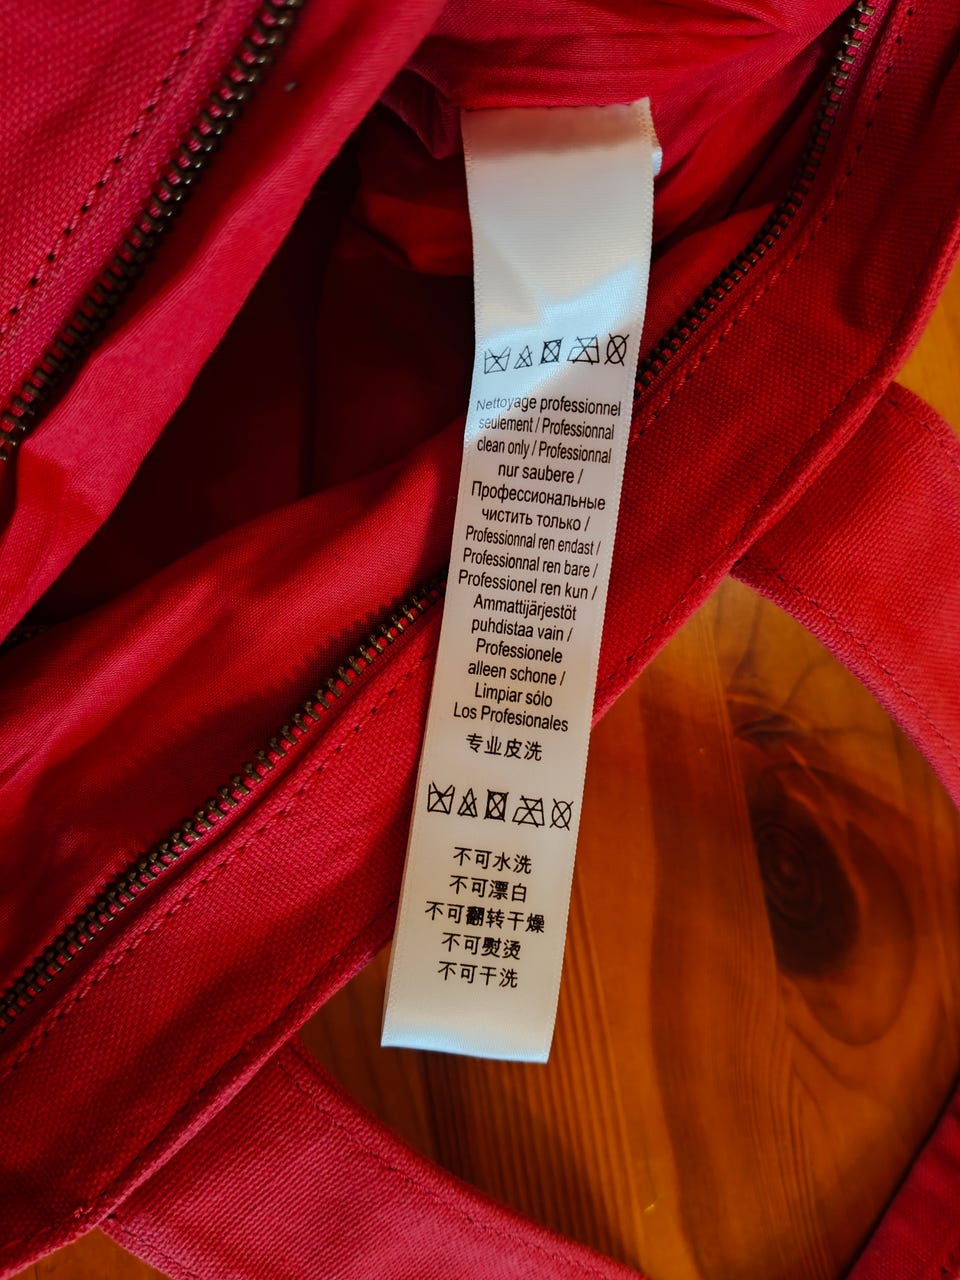 Nettoyage professionnel
seulement / Professionnal
clean only / Professionnal
nur saubere /
Профессиональные
чистить только /
Professionnal ren endast /
Professionnal ren bare /
Professionel ren kun /
Ammattijärjestöt
puhdistaa vain /
Professionele
alleen schone /
Limpiar sólo
Los Profesionales
专业皮洗
不可水洗
不可漂白
不可翻转干燥
不可熨烫
不可干洗